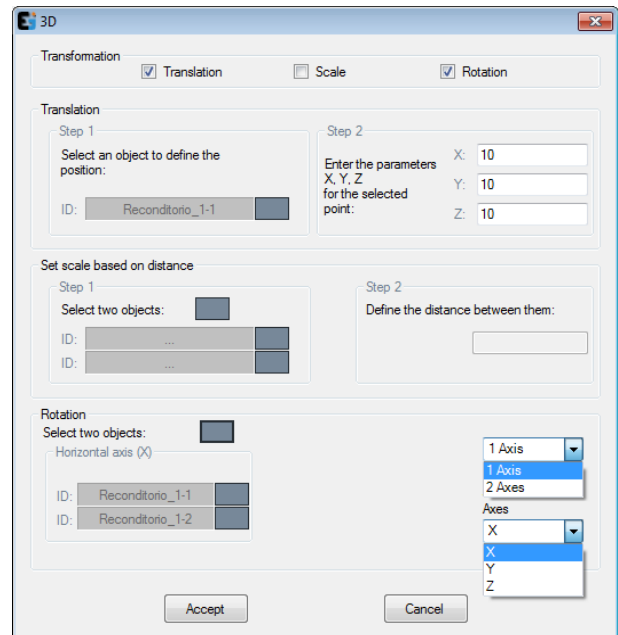 3D
Transformation
Translation
Scale
Rotation
Translation
Step 1
Select an object to define the
position:
ID: Reconditorio_1-1
Step 2
Enter the parameters
X, Y, Z
for the selected
point:
X: 10
Y: 10
Z: 10
Set scale based on distance
Step 1
Select two objects:
ID: ...
ID: ...
Step 2
Define the distance between them:
Rotation
Select two objects:
Horizontal axis (X)
ID: Reconditorio_1-1
ID: Reconditorio_1-2
1 Axis
1 Axis
2 Axes
Axes
X
X
Y
Z
Accept
Cancel